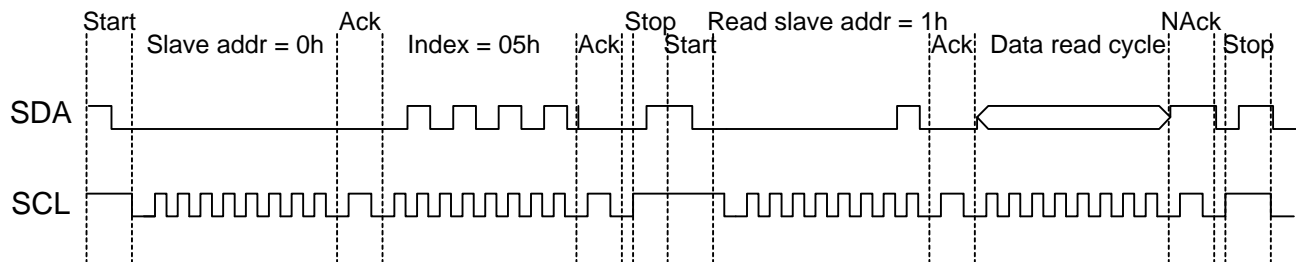 Start Ack Stop Read slave addr = 1h NAck
Slave addr = 0h Index = 05h Ack Start Ack Data read cycle Stop
SDA
SCL